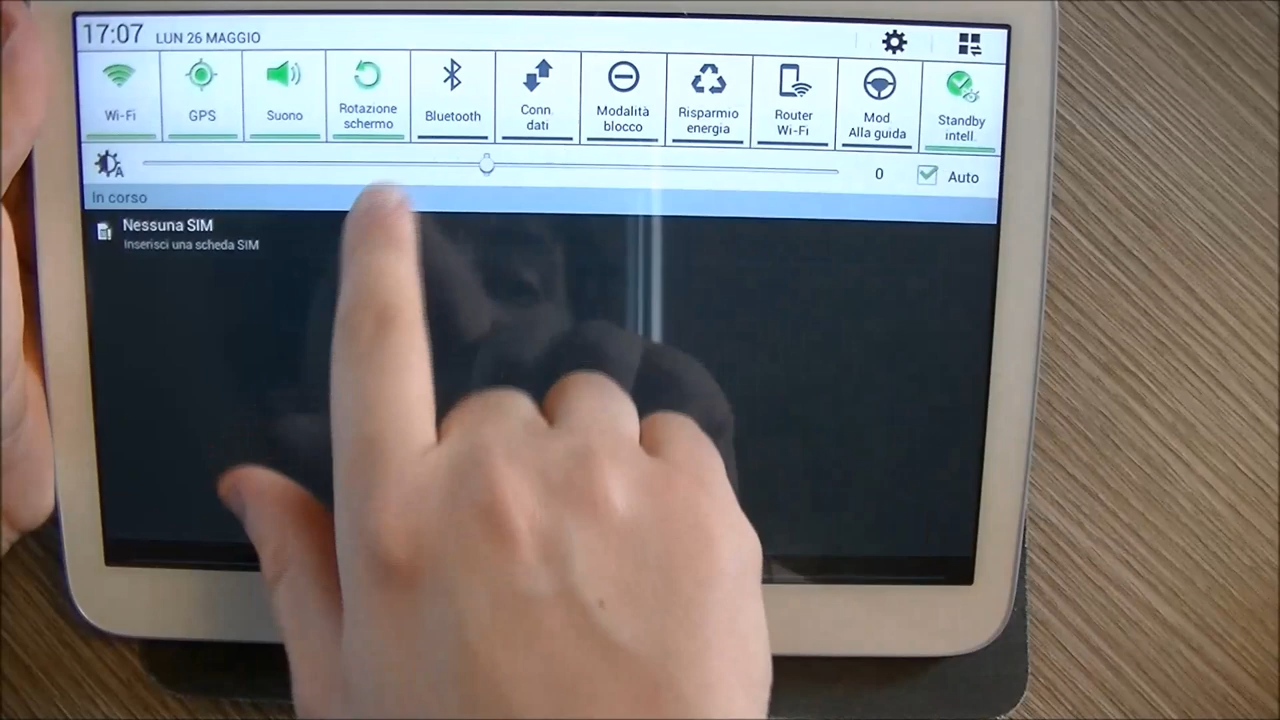 17:07 LUN 26 MAGGIO
Wi-Fi
GPS
Suono
Rotazione
schermo
Bluetooth
Conn.
dati
Modalità
blocco
Risparmio
energia
Router
Wi-Fi
Mod.
Alla guida
Standby
intell.
A
0
Auto
In corso
Nessuna SIM
Inserisci una scheda SIM